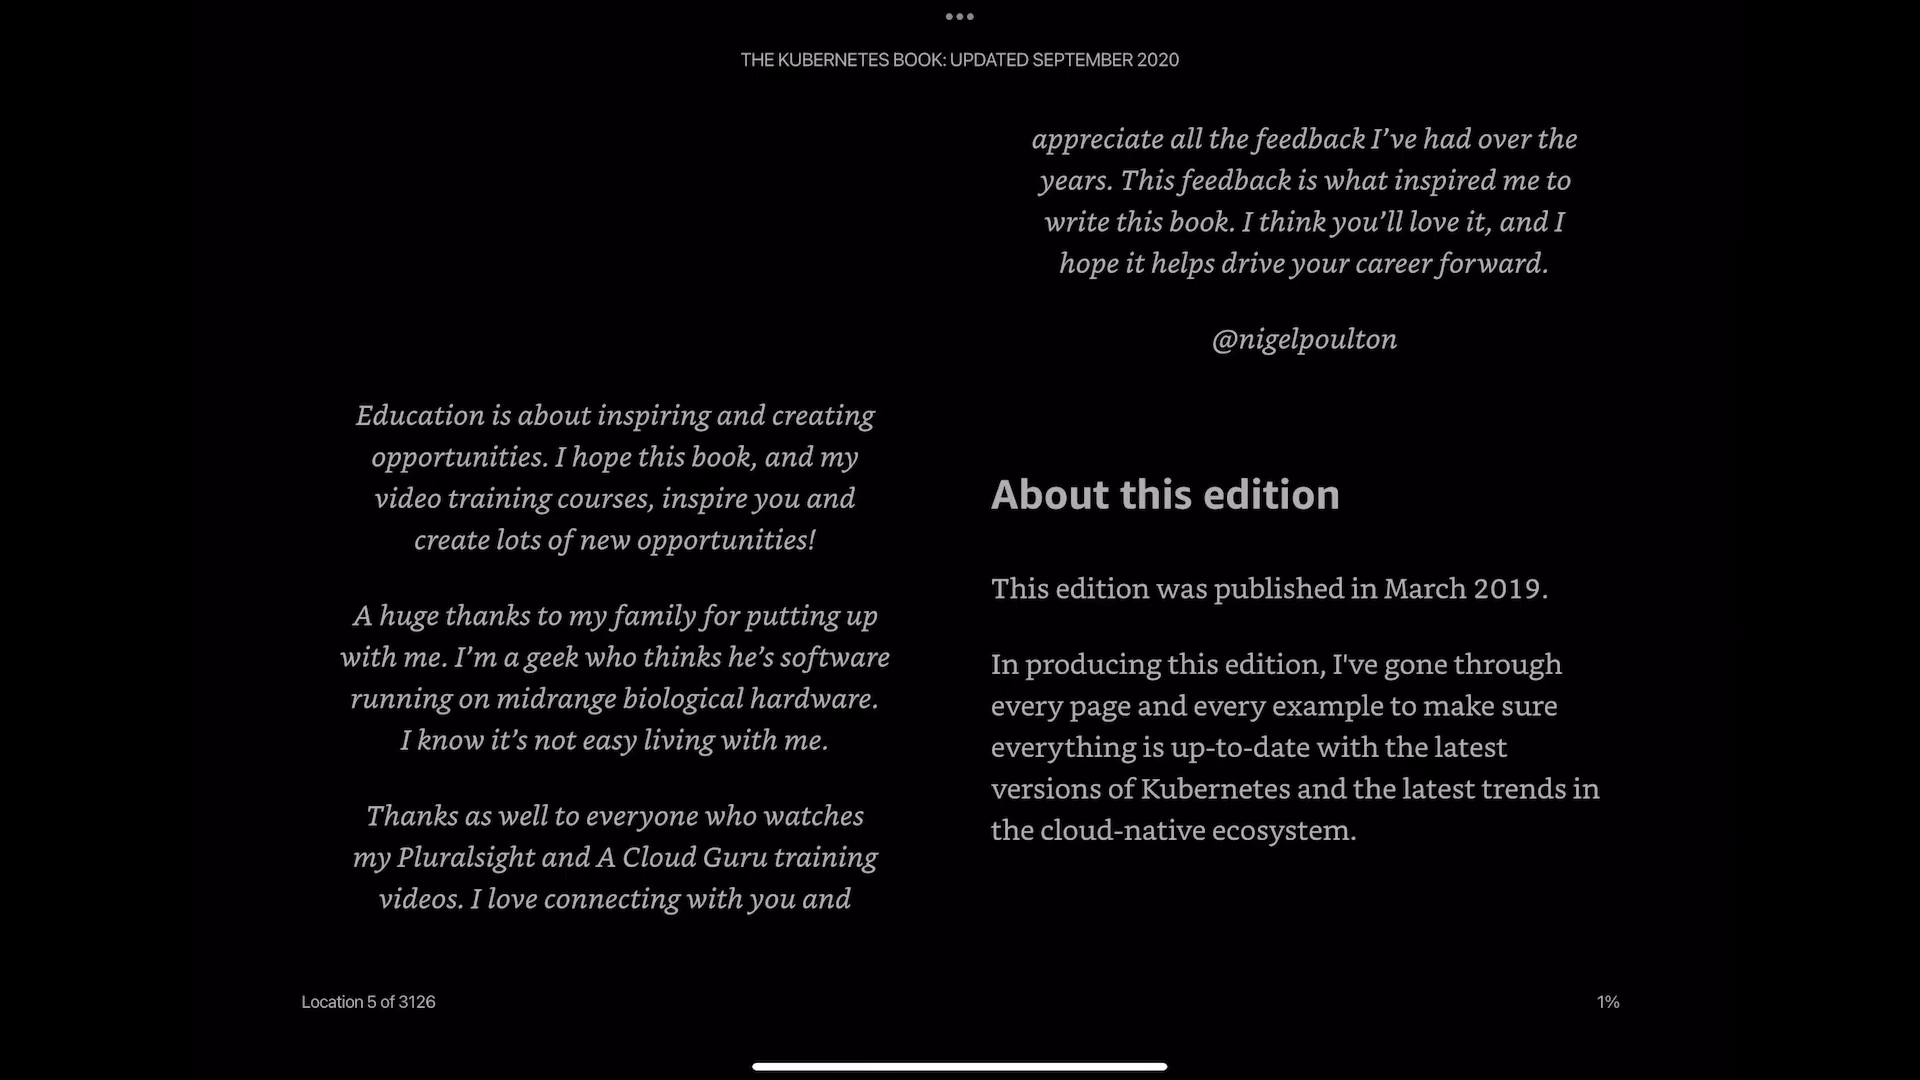 THE KUBERNETES BOOK: UPDATED SEPTEMBER 2020
Education is about inspiring and creating
opportunities. I hope this book, and my
video training courses, inspire you and
create lots of new opportunities!
A huge thanks to my family for putting up
with me. I’m a geek who thinks he’s software
running on midrange biological hardware.
I know it’s not easy living with me.
Thanks as well to everyone who watches
my Pluralsight and A Cloud Guru training
videos. I love connecting with you and
appreciate all the feedback I’ve had over the
years. This feedback is what inspired me to
write this book. I think you’ll love it, and I
hope it helps drive your career forward.
@nigelpoulton
About this edition
This edition was published in March 2019.
In producing this edition, I've gone through
every page and every example to make sure
everything is up-to-date with the latest
versions of Kubernetes and the latest trends in
the cloud-native ecosystem.
Location 5 of 3126
1%